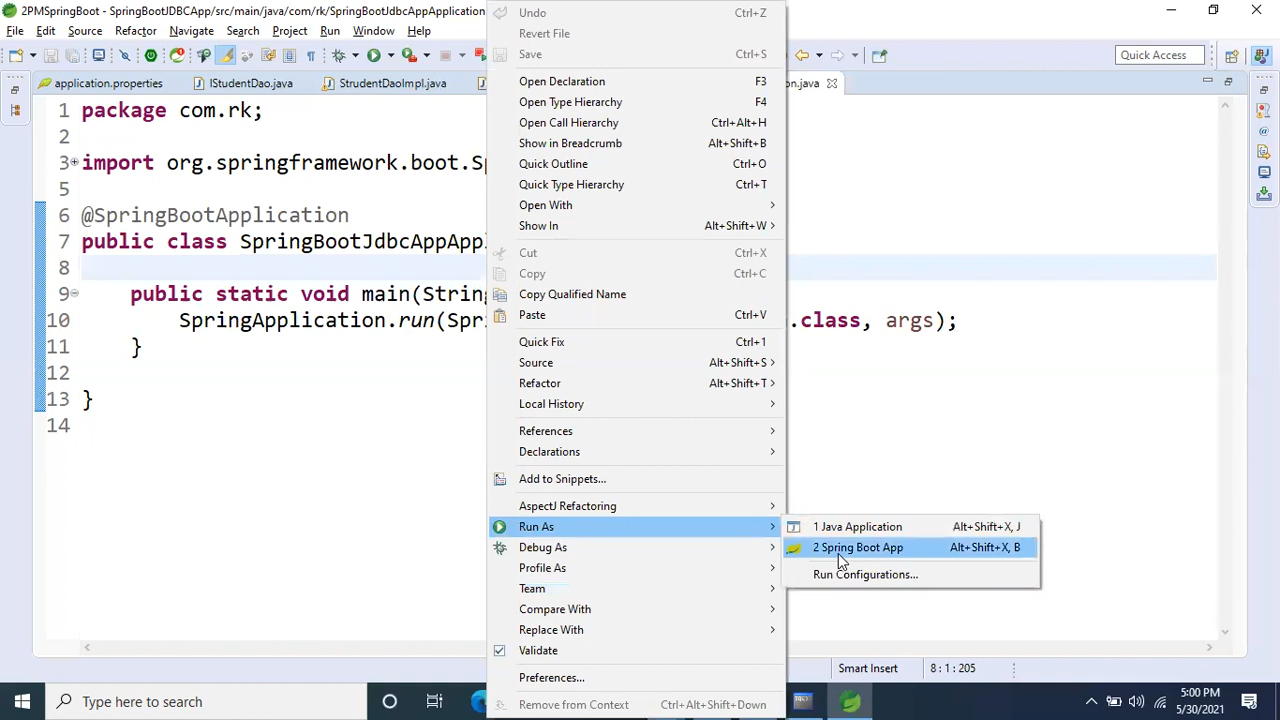 2PMSpringBoot - SpringBootJDBCApp/src/main/java/com/rk/SpringBootJdbcAppApplication
File Edit Source Refactor Navigate Search Project Run Window Help
Quick Access
application.properties IStudentDao.java StrudentDaoImpl.java on.java
1 package com.rk;
2
3 import org.springframework.boot.Sp
5
6 @SpringBootApplication
7 public class SpringBootJdbcAppAppl
8
9 public static void main(String
10 SpringApplication.run(Spri .class, args);
11 }
12
13 }
14
Undo Ctrl+Z
Revert File
Save Ctrl+S
Open Declaration F3
Open Type Hierarchy F4
Open Call Hierarchy Ctrl+Alt+H
Show in Breadcrumb Alt+Shift+B
Quick Outline Ctrl+O
Quick Type Hierarchy Ctrl+T
Open With
Show In Alt+Shift+W
Cut Ctrl+X
Copy Ctrl+C
Copy Qualified Name
Paste Ctrl+V
Quick Fix Ctrl+1
Source Alt+Shift+S
Refactor Alt+Shift+T
Local History
References
Declarations
Add to Snippets...
AspectJ Refactoring
Run As
Debug As
Profile As
Team
Compare With
Replace With
Validate
Preferences...
Remove from Context Ctrl+Alt+Shift+Down
1 Java Application Alt+Shift+X, J
2 Spring Boot App Alt+Shift+X, B
Run Configurations...
Smart Insert 8 : 1 : 205
Type here to search
5:00 PM
5/30/2021